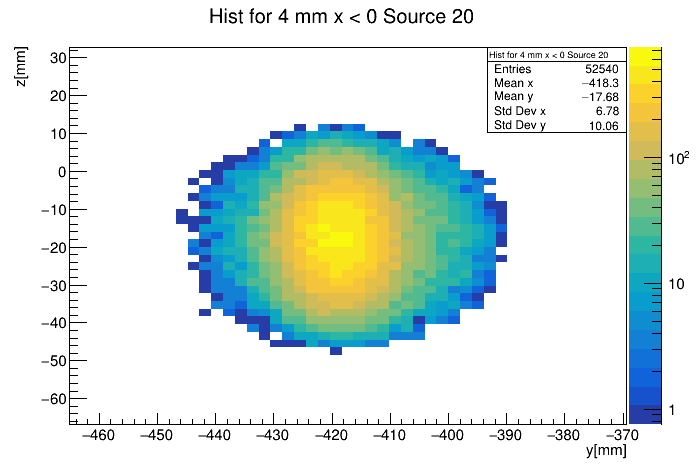 Hist for 4 mm x < 0 Source 20
z[mm]
Hist for 4 mm x < 0 Source 20
Entries 52540
Mean x −418.3
Mean y −17.68
Std Dev x 6.78
Std Dev y 10.06
30
20
10
0
−10
−20
−30
−40
−50
−60
10²
10
1
−460 −450 −440 −430 −420 −410 −400 −390 −380 −370
y[mm]